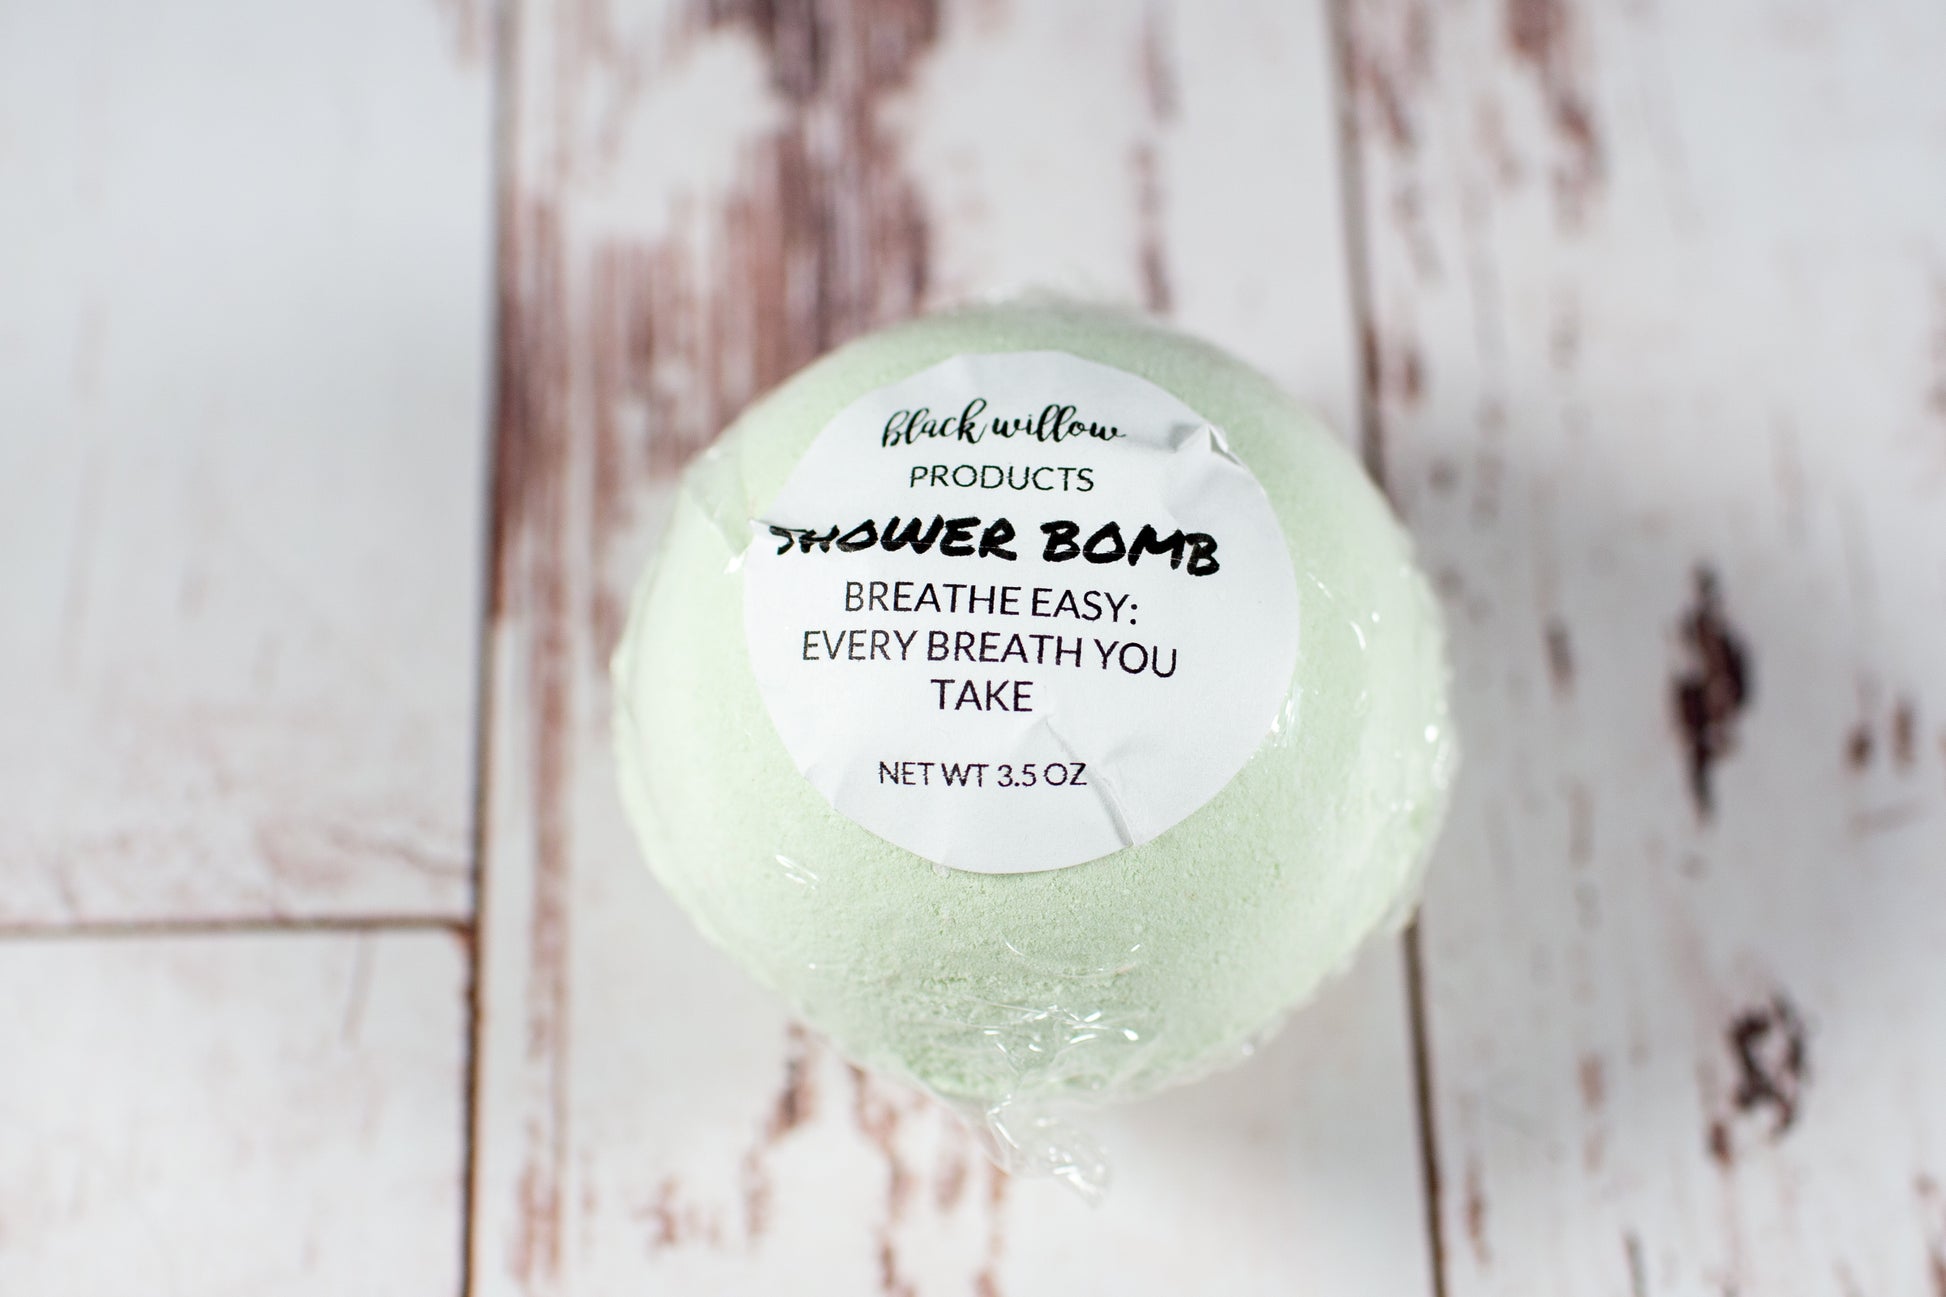 black willow
PRODUCTS
SHOWER BOMB
BREATHE EASY:
EVERY BREATH YOU
TAKE
NET WT 3.5 OZ